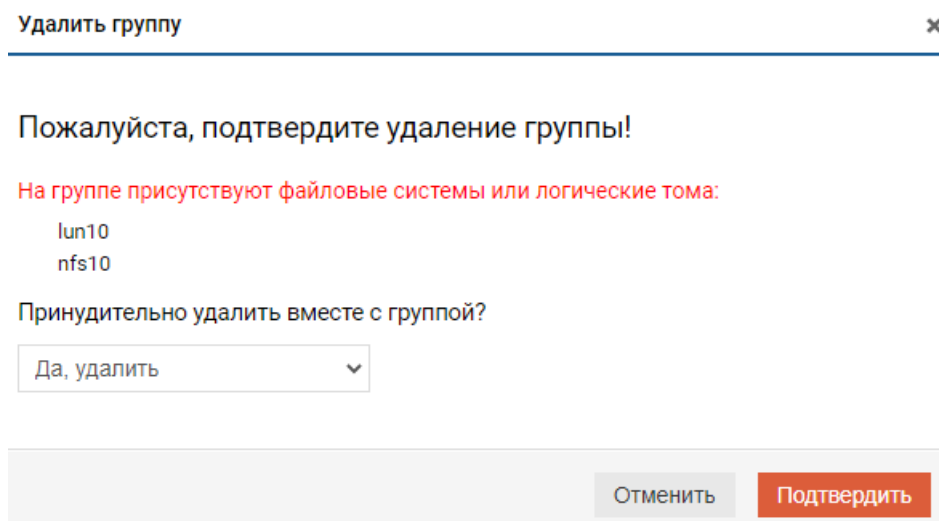 Удалить группу
Пожалуйста, подтвердите удаление группы!
На группе присутствуют файловые системы или логические тома:
lun10
nfs10
Принудительно удалить вместе с группой?
Да, удалить
Отменить
Подтвердить